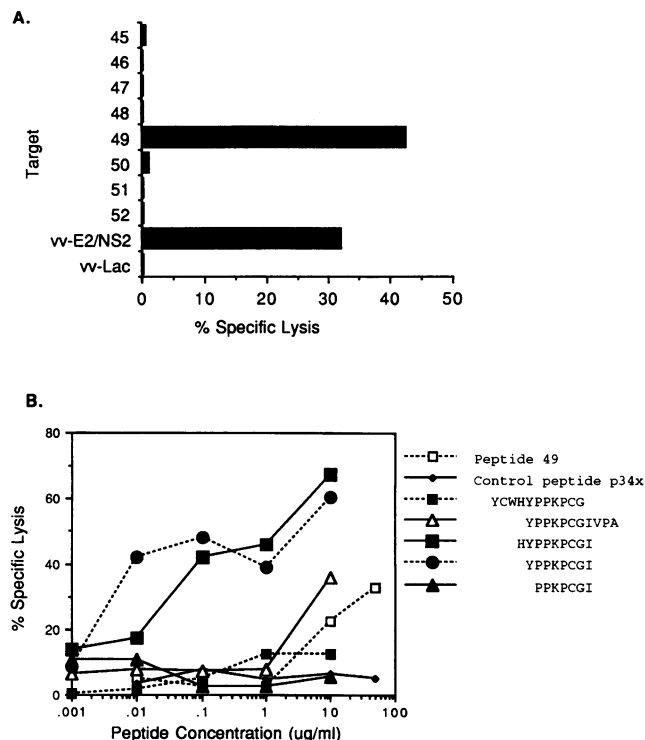 A.
45
46
47
48
49
50
51
52
vv-E2/NS2
vv-Lac
Target
0 10 20 30 40 50
% Specific Lysis
B.
80
60
40
20
0
% Specific Lysis
.001 .01 .1 1 10 100
Peptide Concentration (ug/ml)
Peptide 49
Control peptide p34x
YCWHYPPKPCG
YPPKPCGIVPA
HYPPKPCGI
YPPKPCGI
PPKPCGI